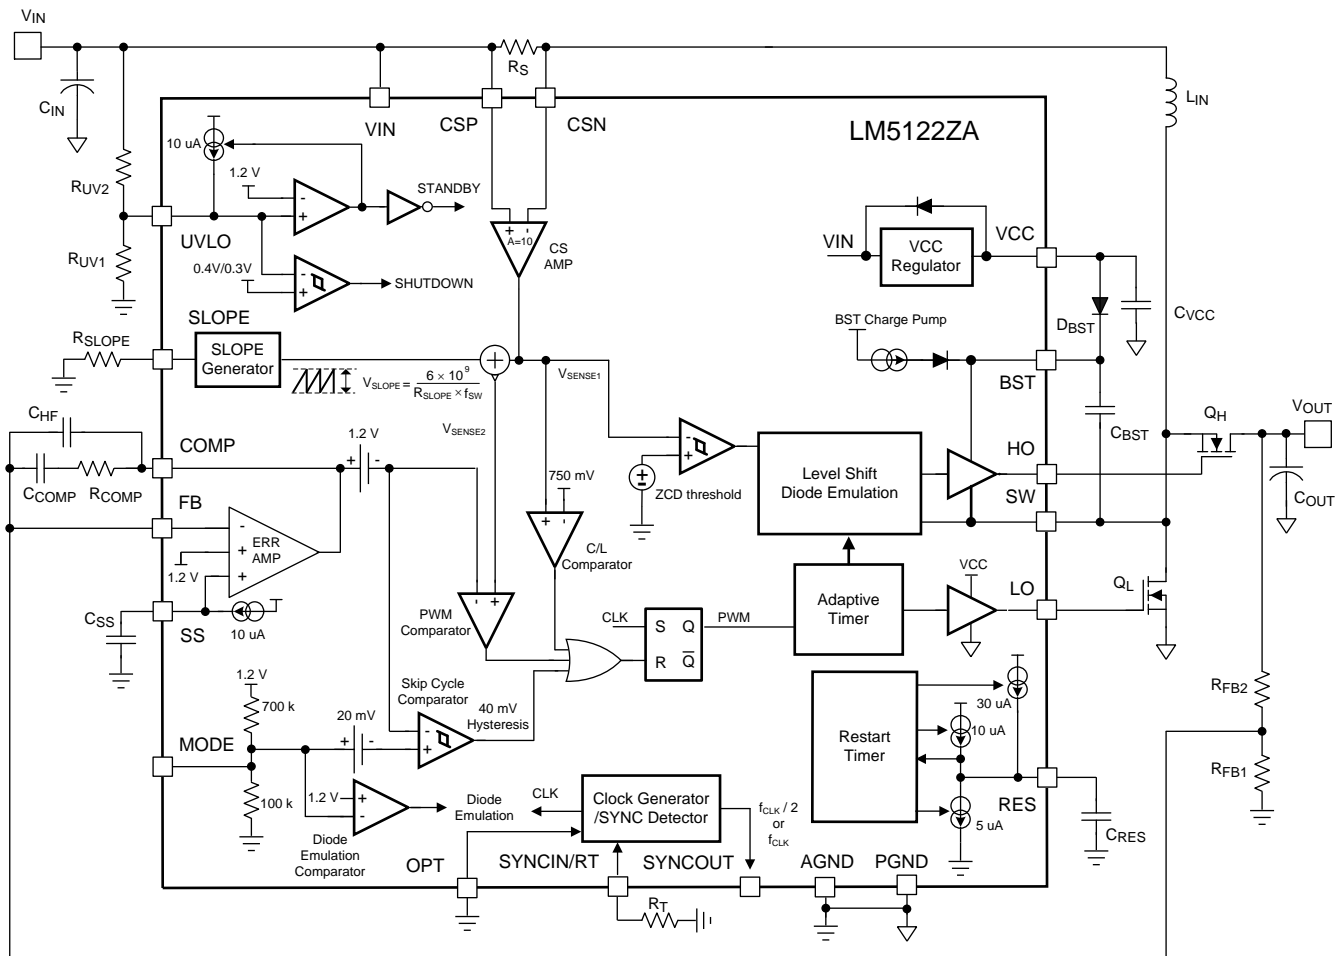 VIN
RS
LIN
CIN
VIN
CSP
CSN
LM5122ZA
10 uA
1.2 V
STANDBY
RUV2
UVLO
RUV1
0.4V/0.3V
SHUTDOWN
+ -
A=10
CS
AMP
VIN
VCC
Regulator
VCC
CVCC
DBST
BST Charge Pump
BST
CBST
SLOPE
RSLOPE
SLOPE
Generator
VSLOPE = 6 × 10^9 / RSLOPE × fSW
+
VSENSE1
VSENSE2
CHF
COMP
1.2 V
+ -
CCOMP
RCOMP
FB
ERR
AMP
1.2 V
CSS
SS
10 uA
750 mV
+ -
C/L
Comparator
ZCD threshold
Level Shift
Diode Emulation
HO
SW
QH
VOUT
COUT
VCC
LO
QL
Adaptive
Timer
PWM
Comparator
- +
CLK
S Q
R Q
PWM
1.2 V
700 k
Skip Cycle
Comparator
40 mV
Hysteresis
20 mV
+ -
MODE
100 k
1.2 V
Diode
Emulation
Comparator
Diode
Emulation
CLK
Clock Generator
/SYNC Detector
fCLK / 2
or
fCLK
Restart
Timer
30 uA
10 uA
5 uA
RES
CRES
RFB2
RFB1
OPT
SYNCIN/RT
SYNCOUT
AGND
PGND
RT